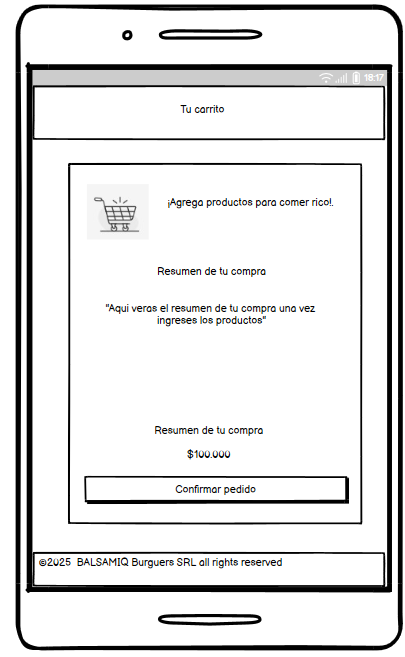 18:17
Tu carrito
¡Agrega productos para comer rico!.
Resumen de tu compra
"Aqui veras el resumen de tu compra una vez
ingreses los productos"
Resumen de tu compra
$100.000
Confirmar pedido
©2025 BALSAMIQ Burguers SRL all rights reserved